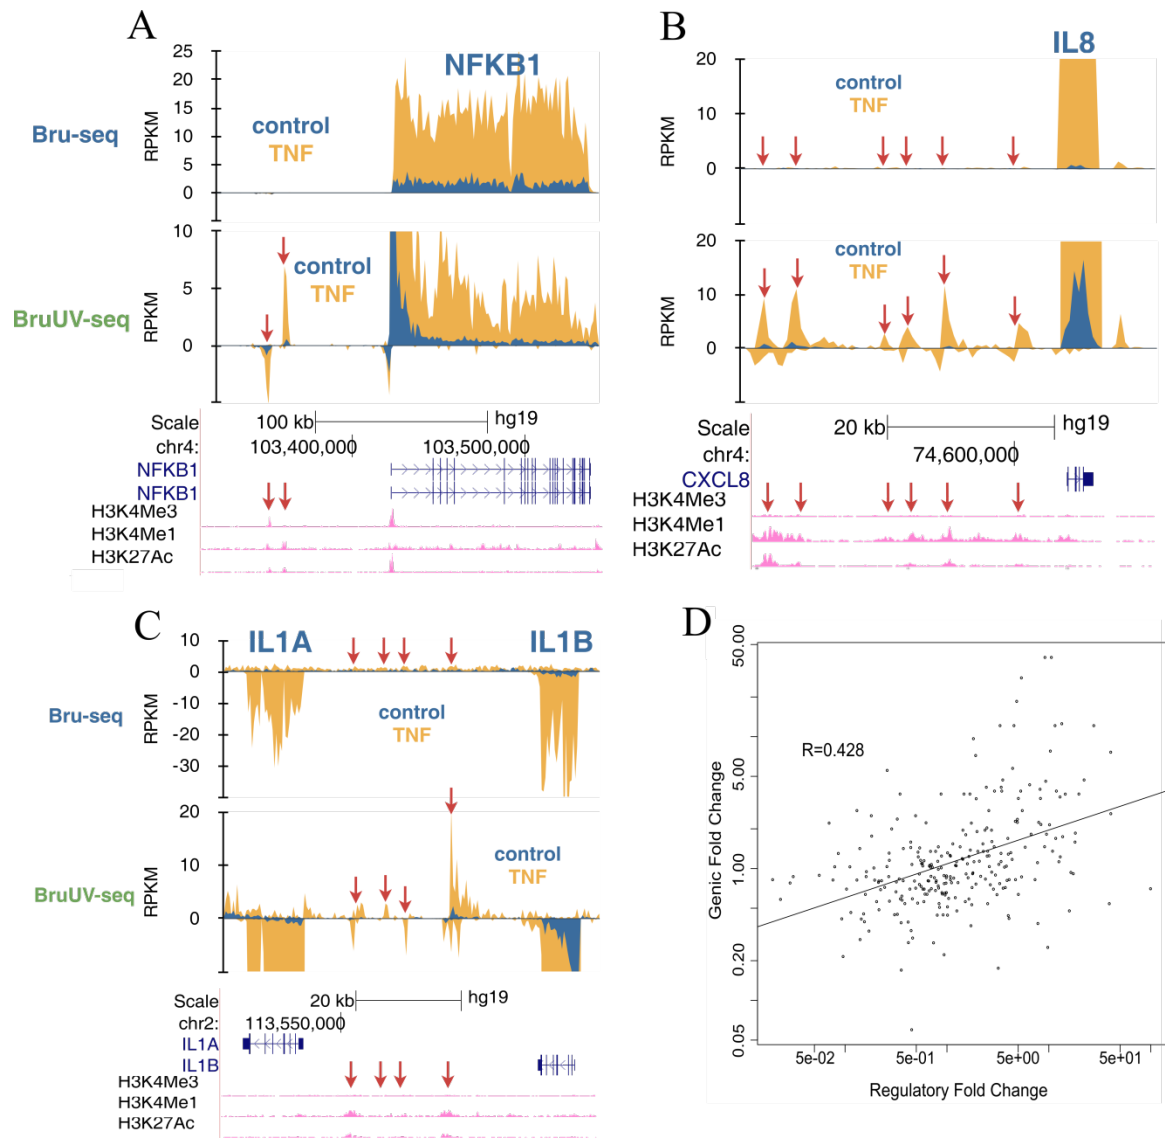 A
NFKB1
Bru-seq
RPKM
25
20
15
10
5
0
control
TNF
BruUV-seq
RPKM
10
5
0
control
TNF
Scale
100 kb
hg19
chr4:
103,400,000
103,500,000
NFKB1
NFKB1
H3K4Me3
H3K4Me1
H3K27Ac
B
IL8
RPKM
20
10
0
control
TNF
RPKM
20
10
0
control
TNF
Scale
20 kb
hg19
chr4:
74,600,000
CXCL8
H3K4Me3
H3K4Me1
H3K27Ac
C
IL1A
IL1B
Bru-seq
RPKM
10
0
-10
-20
-30
control
TNF
BruUV-seq
RPKM
20
10
0
control
TNF
Scale
20 kb
hg19
chr2:
113,550,000
IL1A
IL1B
H3K4Me3
H3K4Me1
H3K27Ac
D
Genic Fold Change
50.00
5.00
1.00
0.20
0.05
R=0.428
5e-02
5e-01
5e+00
5e+01
Regulatory Fold Change